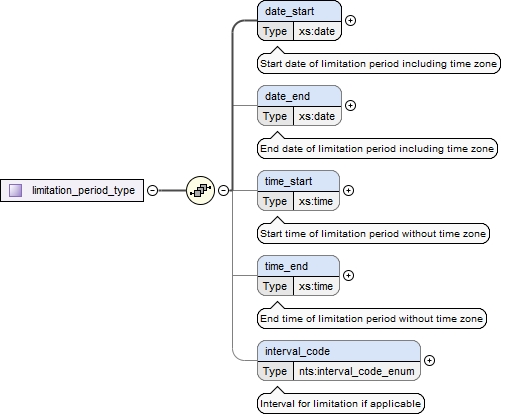 date_start
Type xs:date
Start date of limitation period including time zone
date_end
Type xs:date
End date of limitation period including time zone
limitation_period_type
time_start
Type xs:time
Start time of limitation period without time zone
time_end
Type xs:time
End time of limitation period without time zone
interval_code
Type nts:interval_code_enum
Interval for limitation if applicable